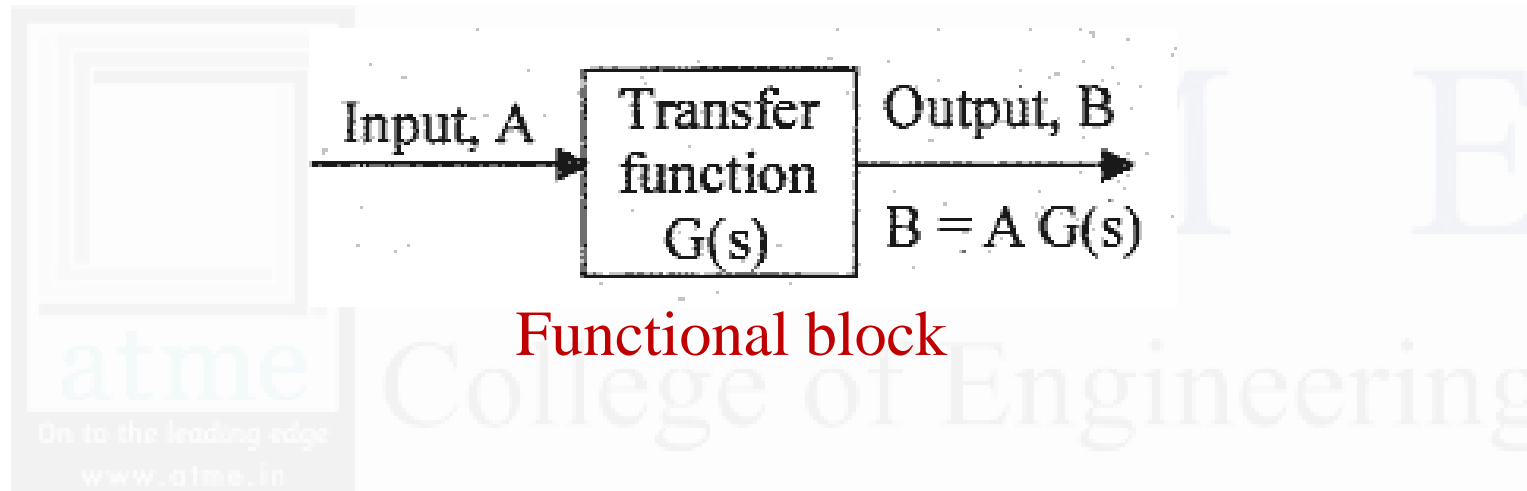 Input, A
Transfer
function
G(s)
Output, B
B = A G(s)
Functional block
M E
atme
College of Engineering
On to the leading edge
www.atme.in